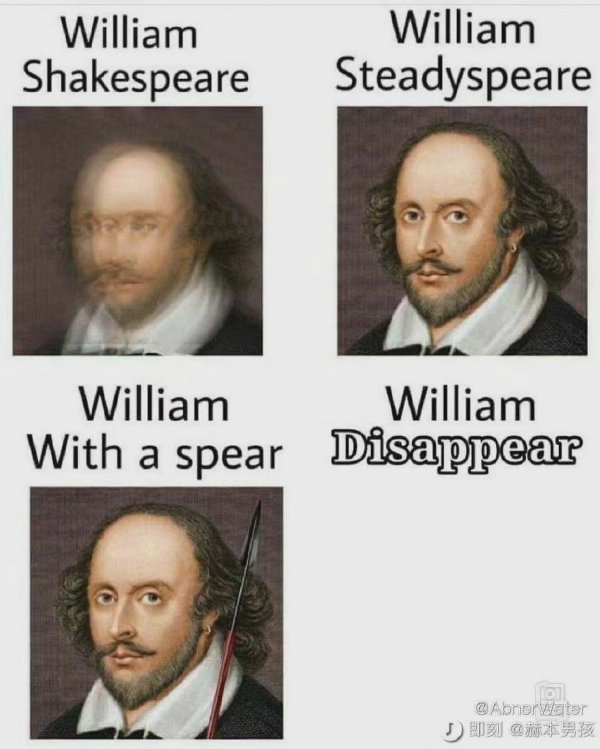 William
Shakespeare
William
Steadyspeare
William
With a spear
William
Disappear
@AbnerWater
即刻 @赫本男孩